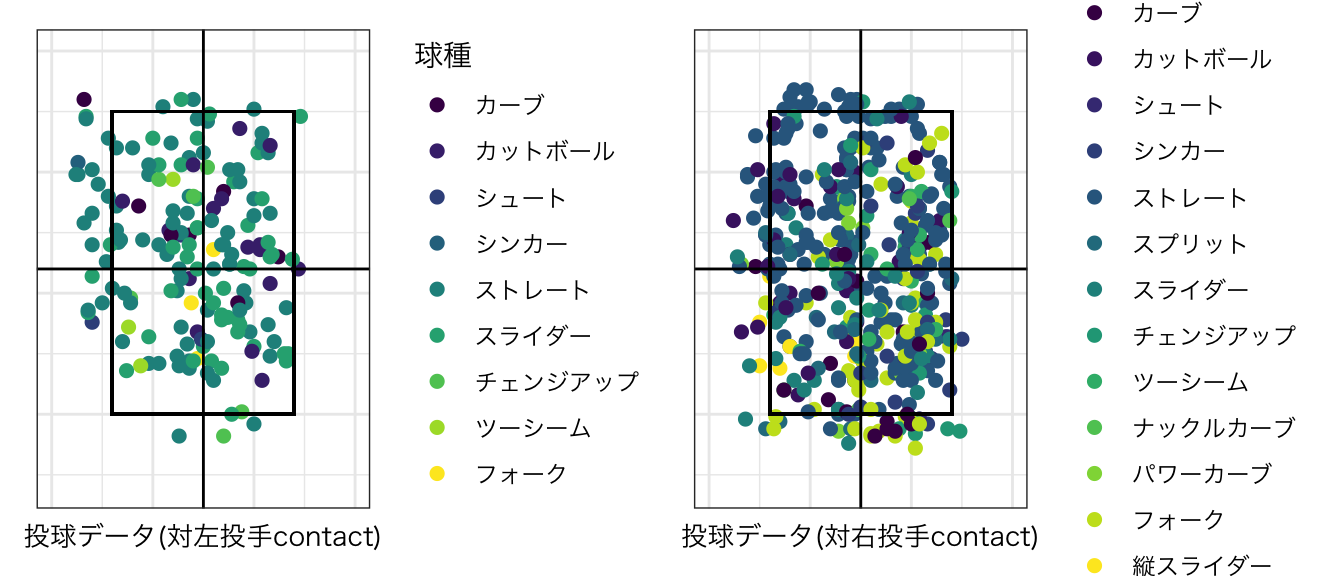 球種
カーブ
カットボール
シュート
シンカー
ストレート
スライダー
チェンジアップ
ツーシーム
フォーク
投球データ(対左投手contact)
カーブ
カットボール
シュート
シンカー
ストレート
スプリット
スライダー
チェンジアップ
ツーシーム
ナックルカーブ
パワーカーブ
フォーク
縦スライダー
投球データ(対右投手contact)